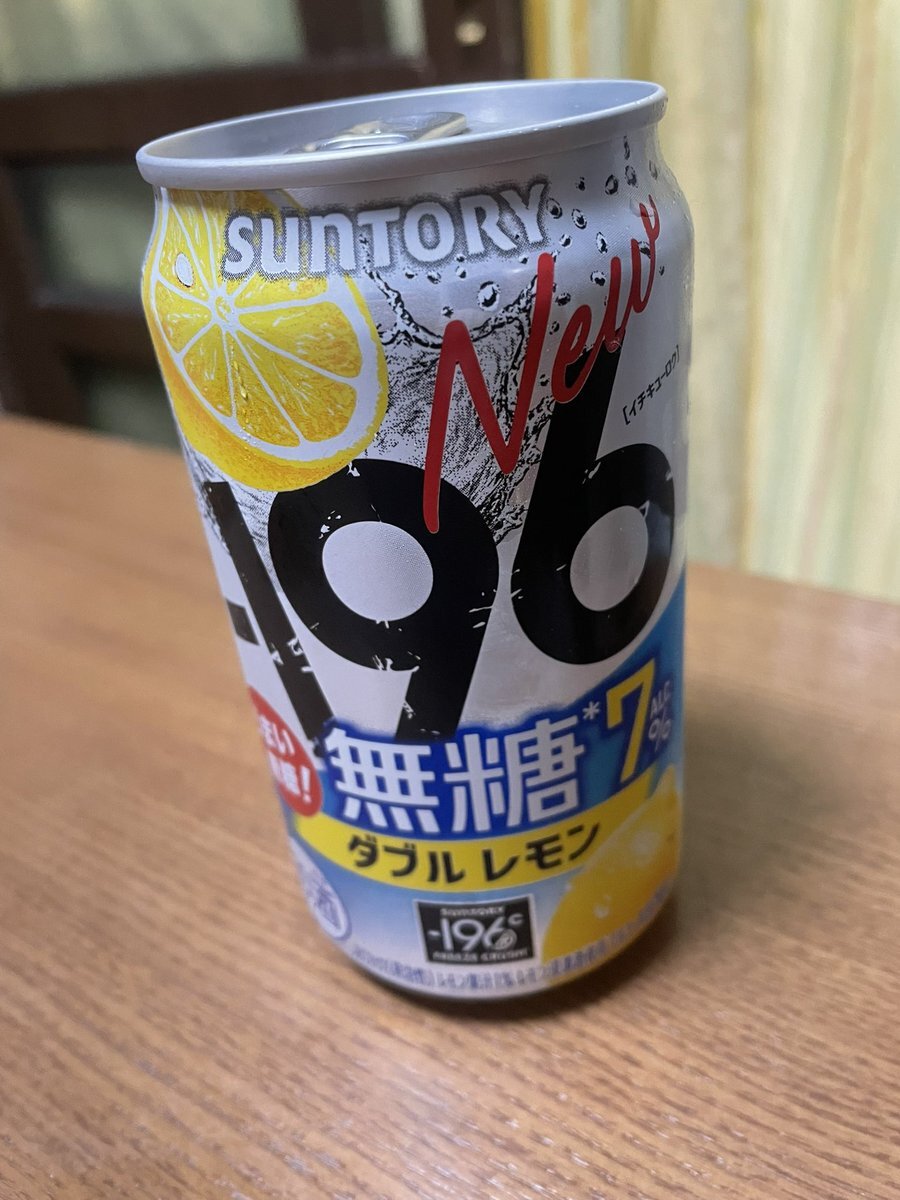 SUNTORY
New
[イチキューロク]
-196
無糖*
7
ALC.
%
ダブルレモン
SUNTORY
-196℃